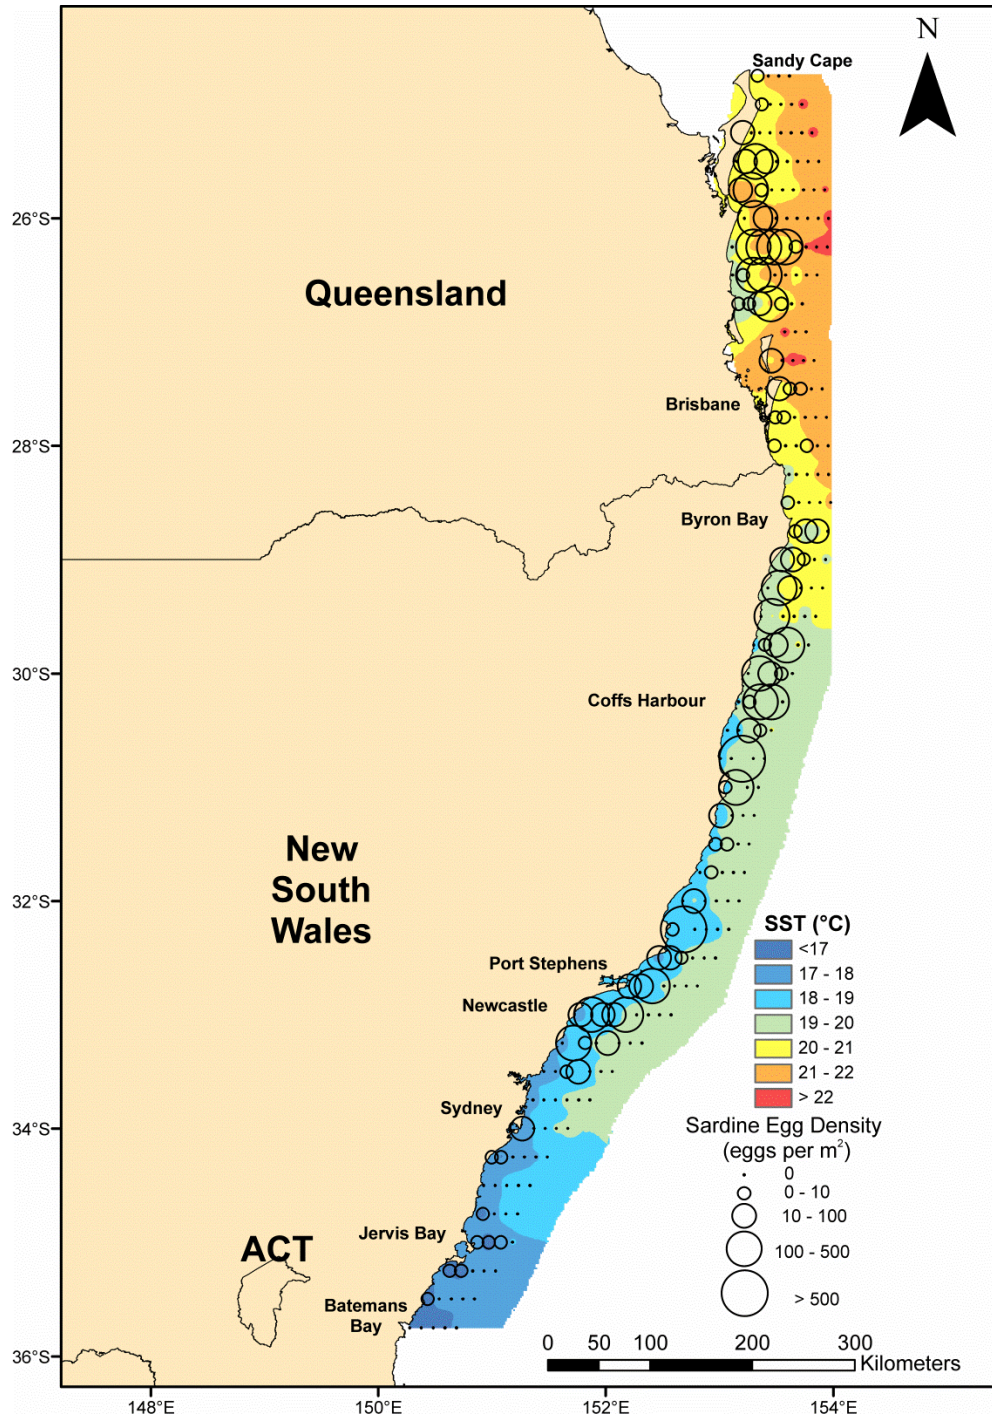 N
Sandy Cape
26°S
Queensland
Brisbane
28°S
Byron Bay
30°S
Coffs Harbour
New
South
Wales
32°S
SST (°C)
<17
17 - 18
18 - 19
19 - 20
20 - 21
21 - 22
> 22
Port Stephens
Newcastle
Sydney
34°S
Sardine Egg Density
(eggs per m²)
0
0 - 10
10 - 100
100 - 500
> 500
Jervis Bay
ACT
Batemans
Bay
0 50 100 200 300
Kilometers
36°S
148°E 150°E 152°E 154°E